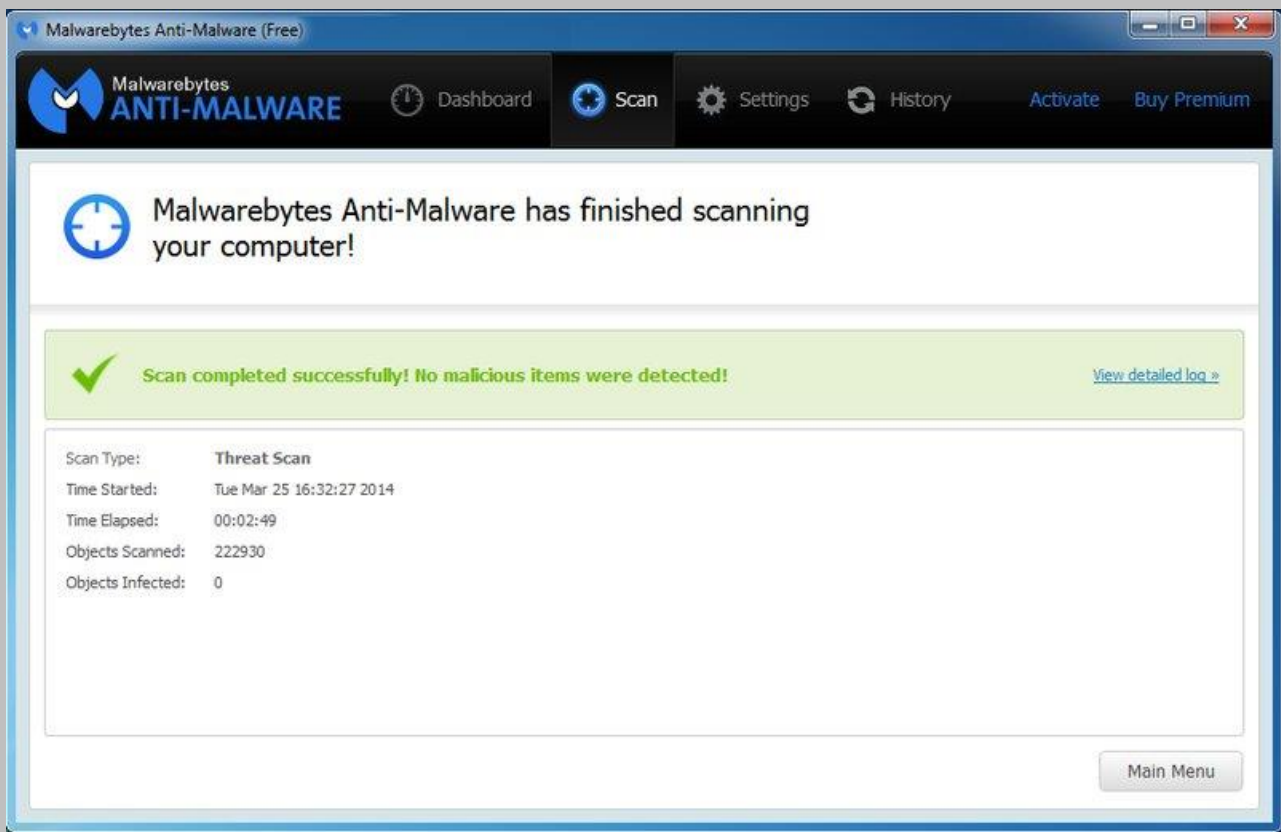 Malwarebytes Anti-Malware (Free)
Malwarebytes
ANTI-MALWARE
Dashboard
Scan
Settings
History
Activate
Buy Premium
Malwarebytes Anti-Malware has finished scanning
your computer!
Scan completed successfully! No malicious items were detected!
View detailed log »
Scan Type: Threat Scan
Time Started: Tue Mar 25 16:32:27 2014
Time Elapsed: 00:02:49
Objects Scanned: 222930
Objects Infected: 0
Main Menu